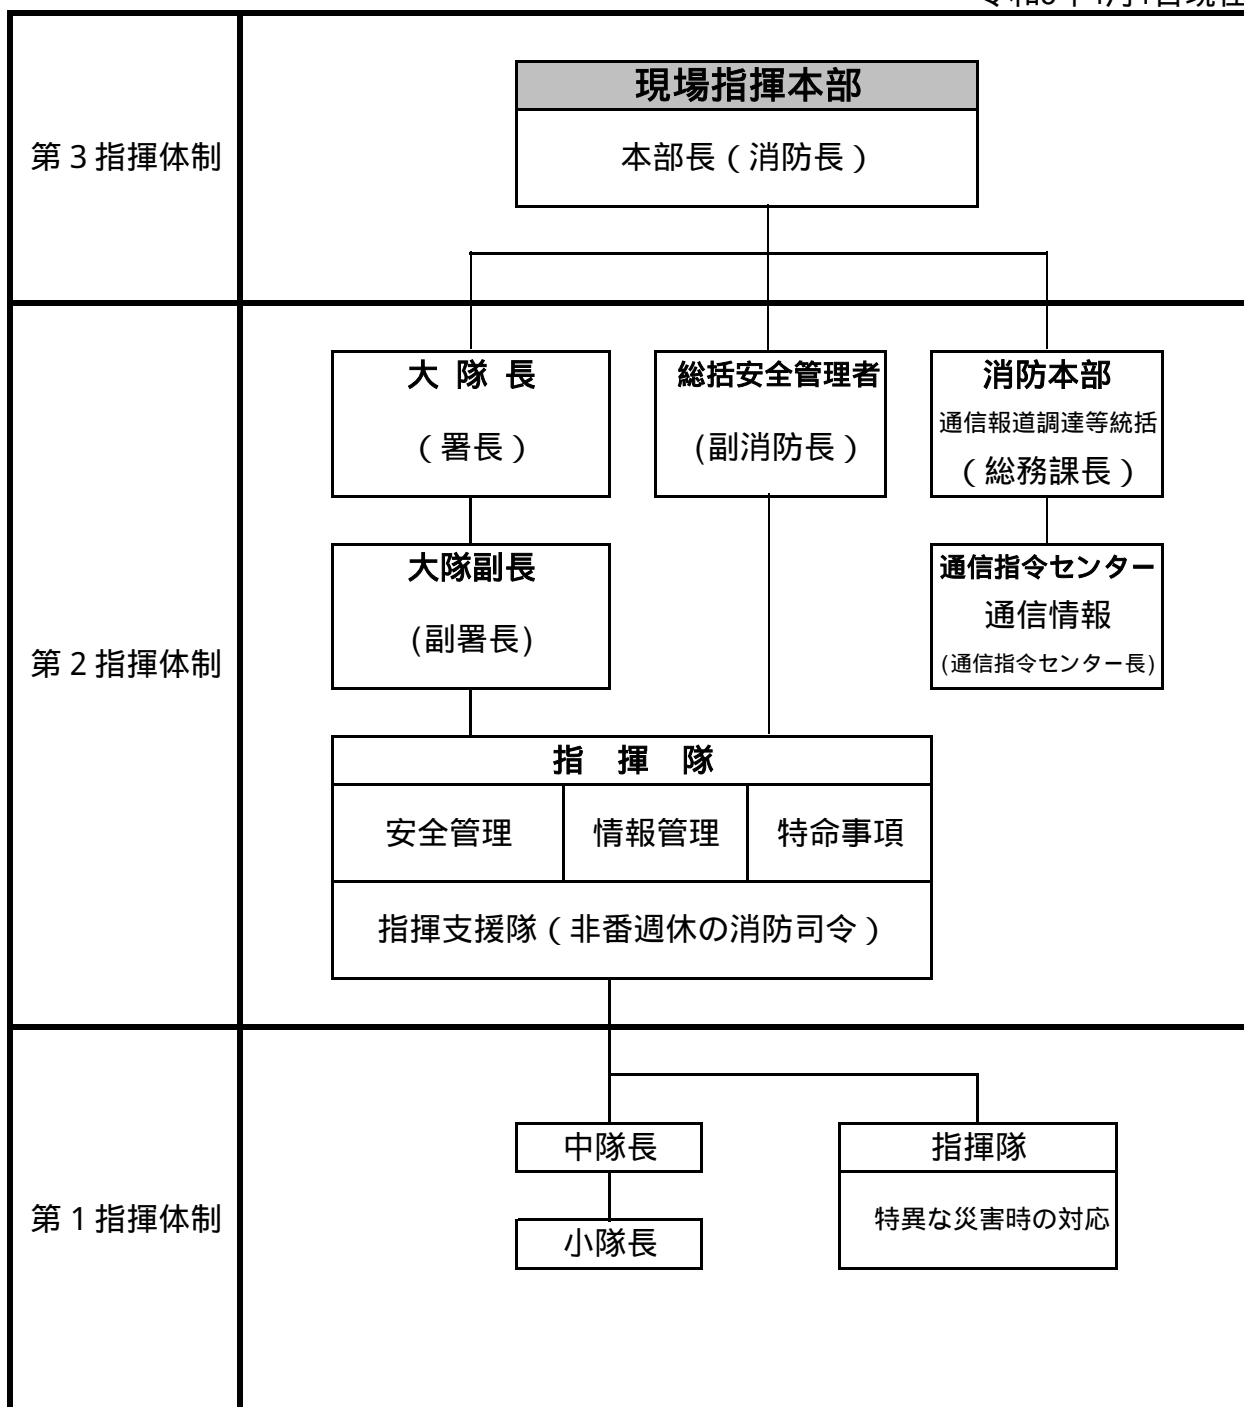 第3指揮体制
現場指揮本部
本部長(消防長)
第2指揮体制
大 隊 長
(署長)
総括安全管理者
(副消防長)
消防本部
通信報道調達等統括
(総務課長)
大隊副長
(副署長)
通信指令センター
通信情報
(通信指令センター長)
指 揮 隊
安全管理
情報管理
特命事項
指揮支援隊(非番週休の消防司令)
第1指揮体制
中隊長
小隊長
指揮隊
特異な災害時の対応